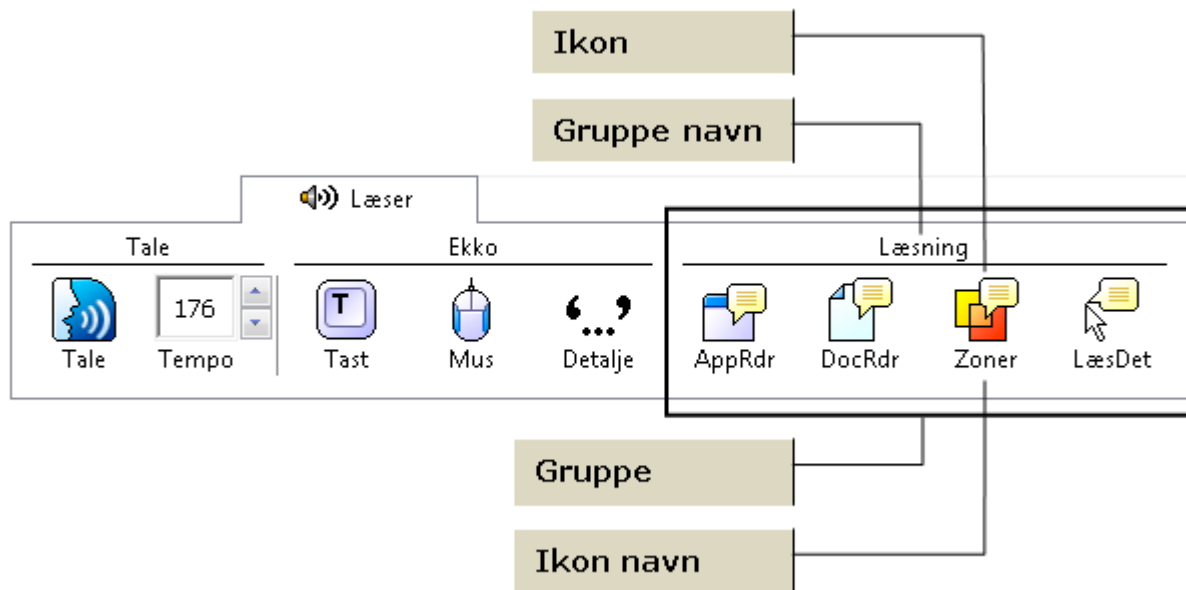 Ikon
Gruppe navn
Læser
Tale Ekko Læsning
176
T
Tale Tempo Tast Mus Detalje AppRdr DocRdr Zoner LæsDet
Gruppe
Ikon navn